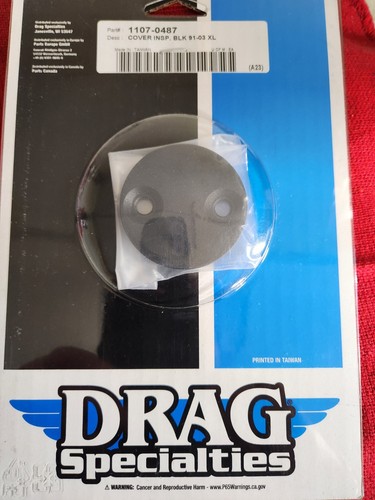 Distributed exclusively in U.S. by
Drag Specialties
Janesville, WI 53547
Distributed exclusively in Europe by
Parts Europe GmbH
Distributed exclusively in Canada by
Parts Canada
Part# : 1107-0487
Desc : COVER INSP. BLK 91-03 XL
(A23)
PRINTED IN TAIWAN
DRAG
Specialties
WARNING: Cancer and Reproductive Harm - www.P65Warnings.ca.gov